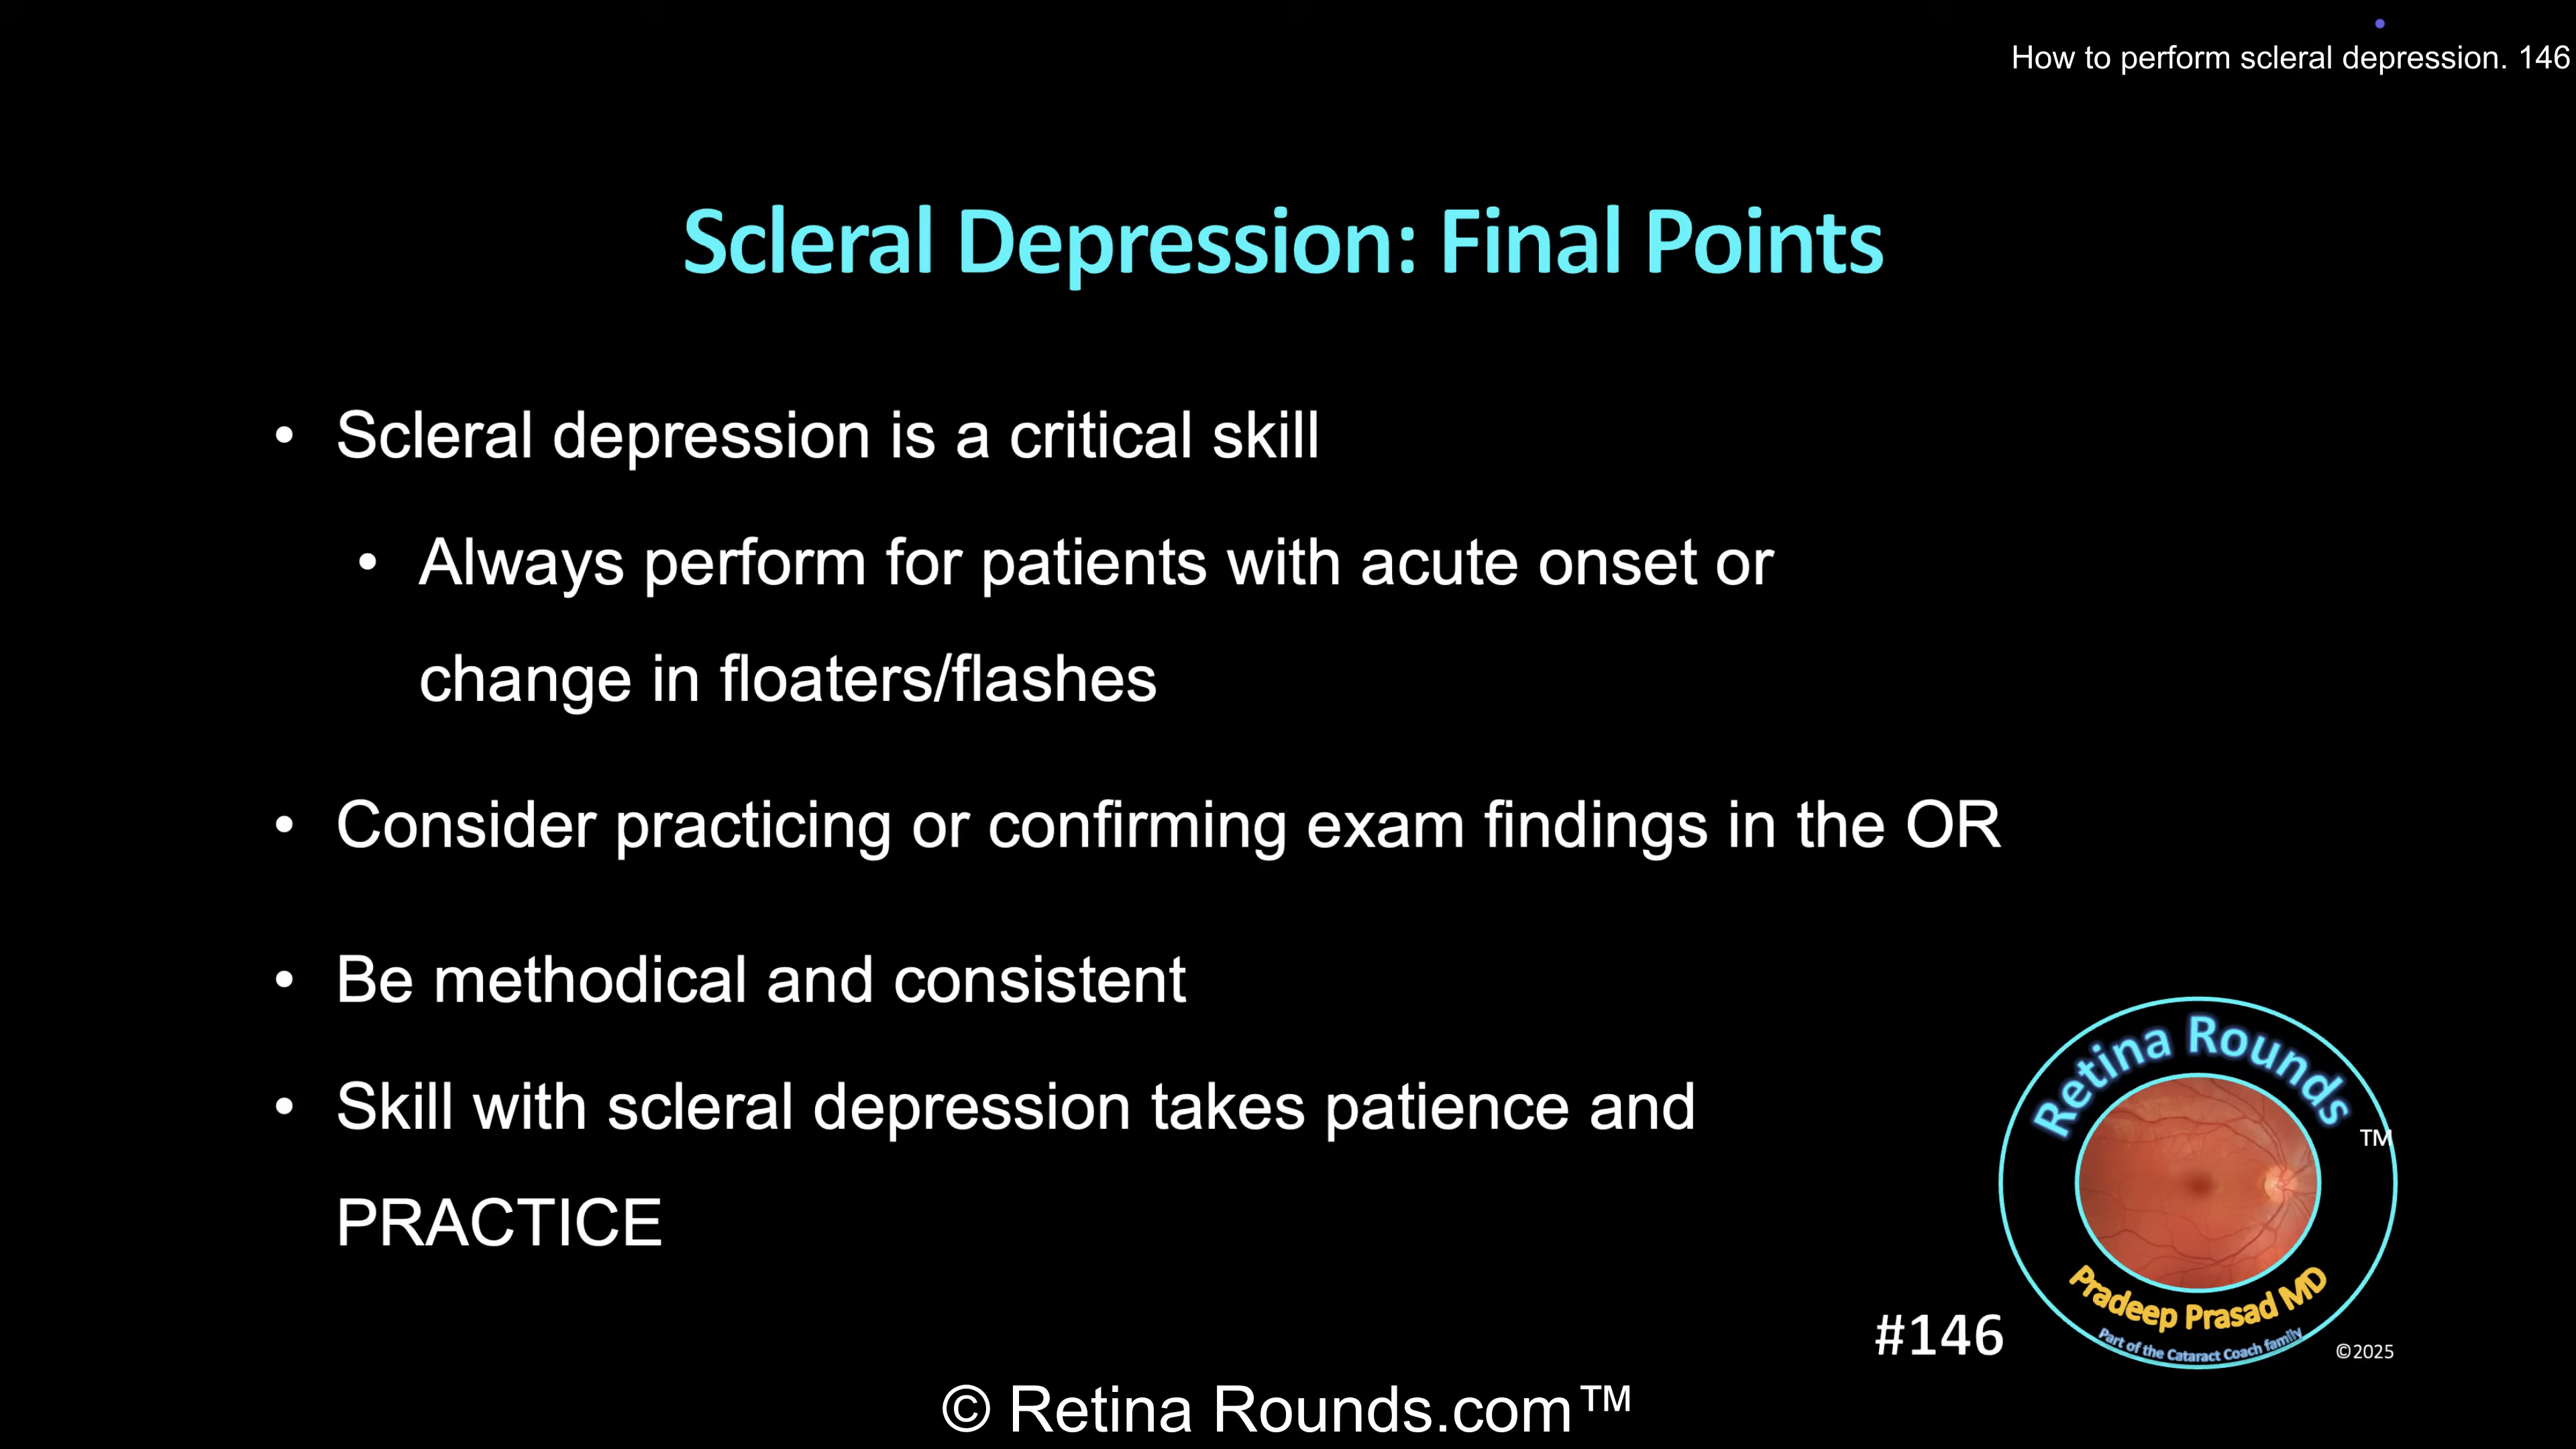 How to perform scleral depression. 146
Scleral Depression: Final Points
• Scleral depression is a critical skill
• Always perform for patients with acute onset or
change in floaters/flashes
• Consider practicing or confirming exam findings in the OR
• Be methodical and consistent
• Skill with scleral depression takes patience and
PRACTICE
Retina Rounds
TM
Pradeep Prasad MD
Part of the Cataract Coach family
#146
©2025
© Retina Rounds.com™